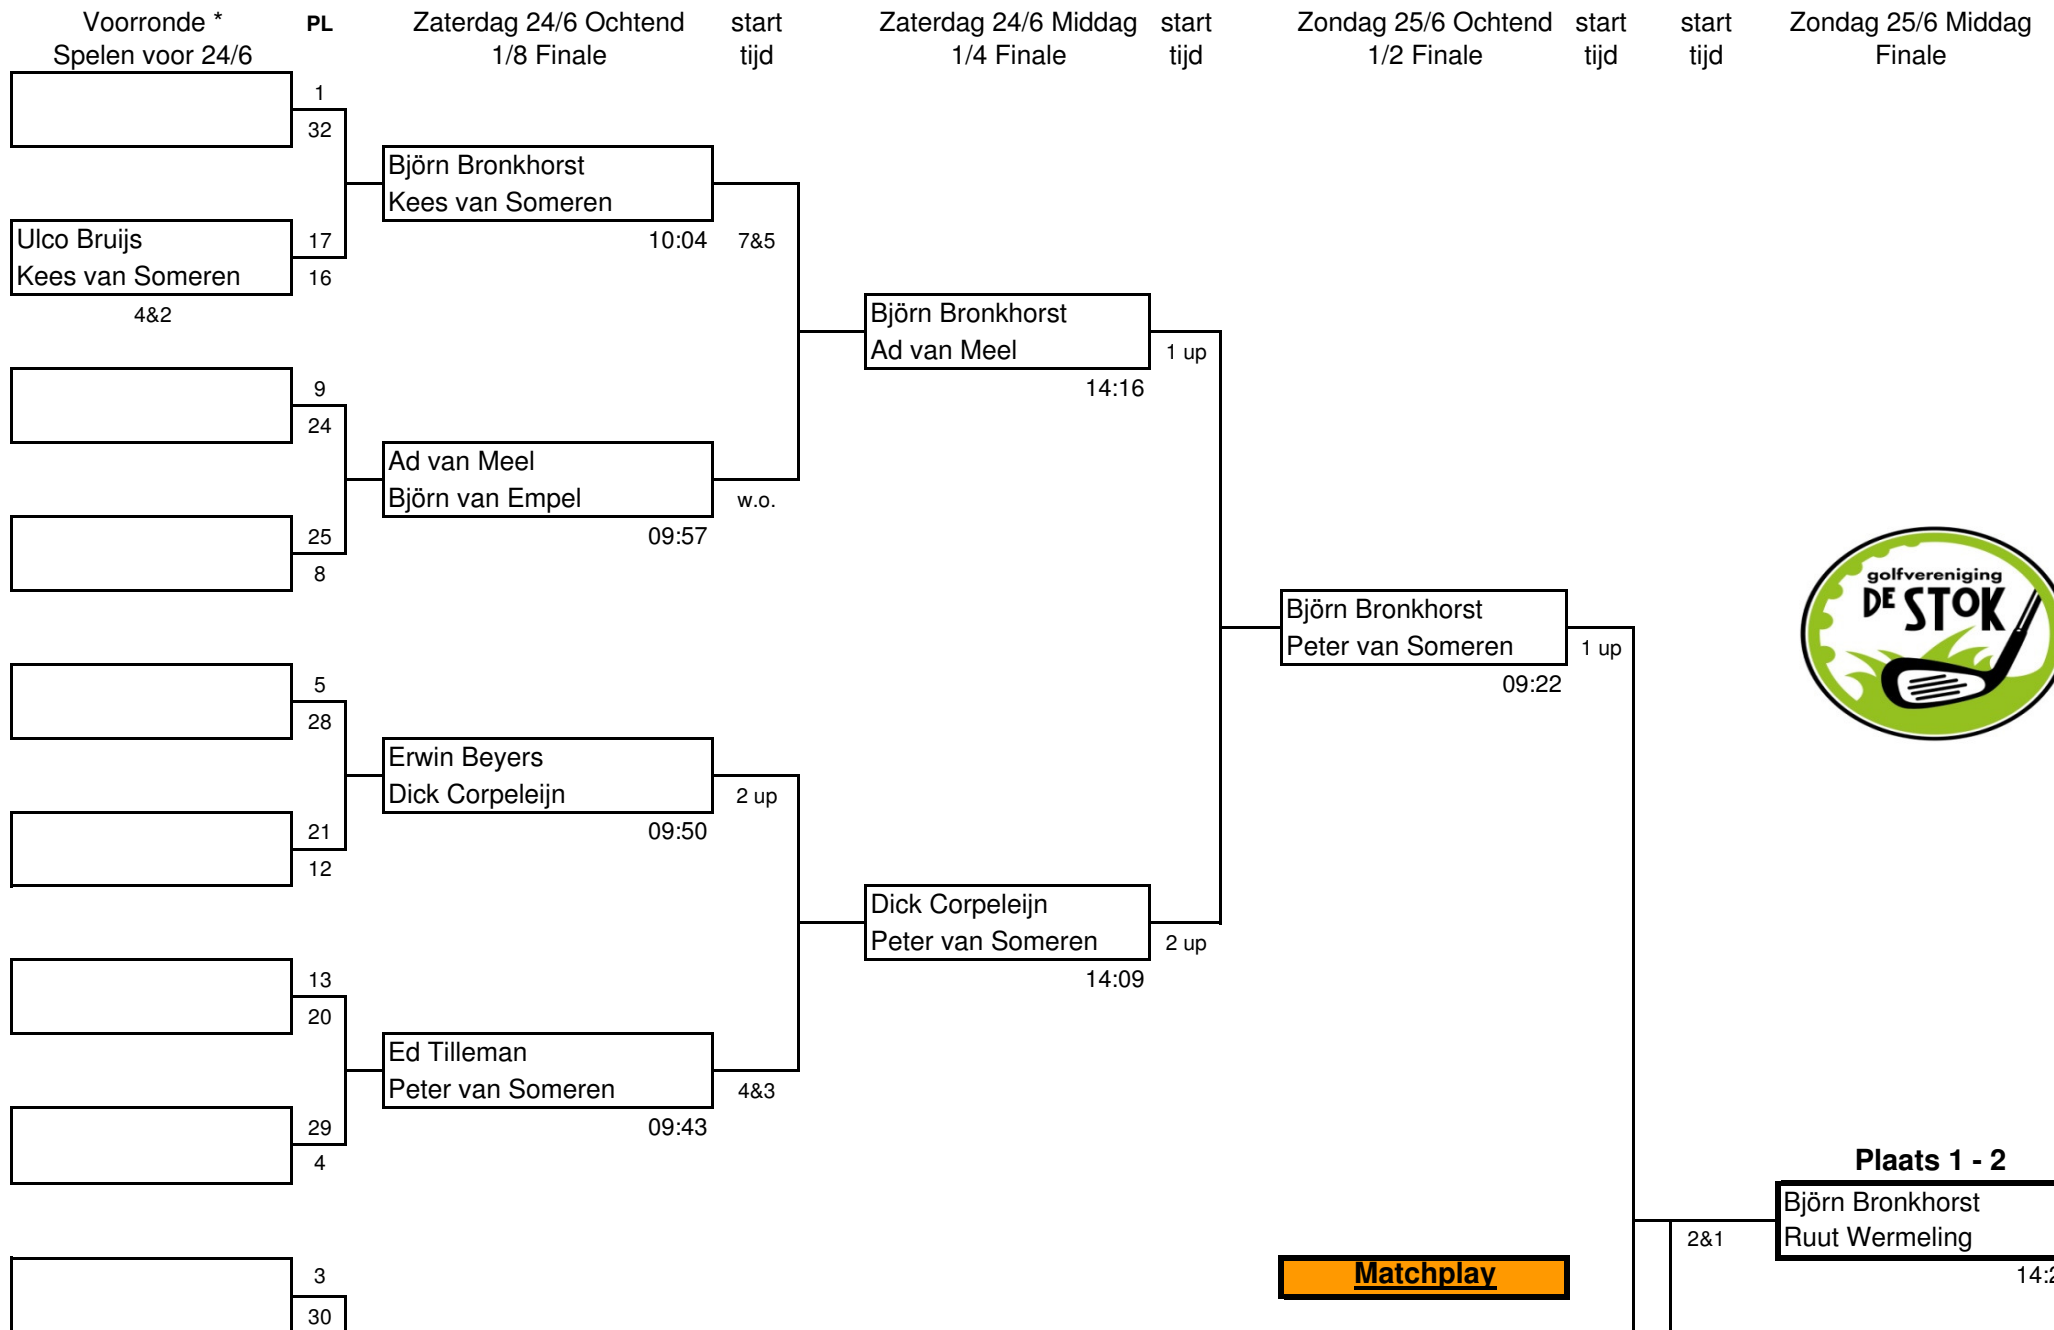 Voorronde *
Spelen voor 24/6
PL
Zaterdag 24/6 Ochtend
1/8 Finale
start
tijd
Zaterdag 24/6 Middag
1/4 Finale
start
tijd
Zondag 25/6 Ochtend
1/2 Finale
start
tijd
start
tijd
Zondag 25/6 Middag
Finale
1
32
Björn Bronkhorst
Kees van Someren
10:04
7&5
Ulco Bruijs
Kees van Someren
17
16
4&2
Björn Bronkhorst
Ad van Meel
1 up
14:16
9
24
Ad van Meel
Björn van Empel
w.o.
09:57
25
8
golfvereniging
DE STOK
Björn Bronkhorst
Peter van Someren
1 up
09:22
5
28
Erwin Beyers
Dick Corpeleijn
2 up
09:50
21
12
Dick Corpeleijn
Peter van Someren
2 up
14:09
13
20
Ed Tilleman
Peter van Someren
4&3
09:43
29
4
Plaats 1 - 2
Björn Bronkhorst
Ruut Wermeling
2&1
Matchplay
3
30